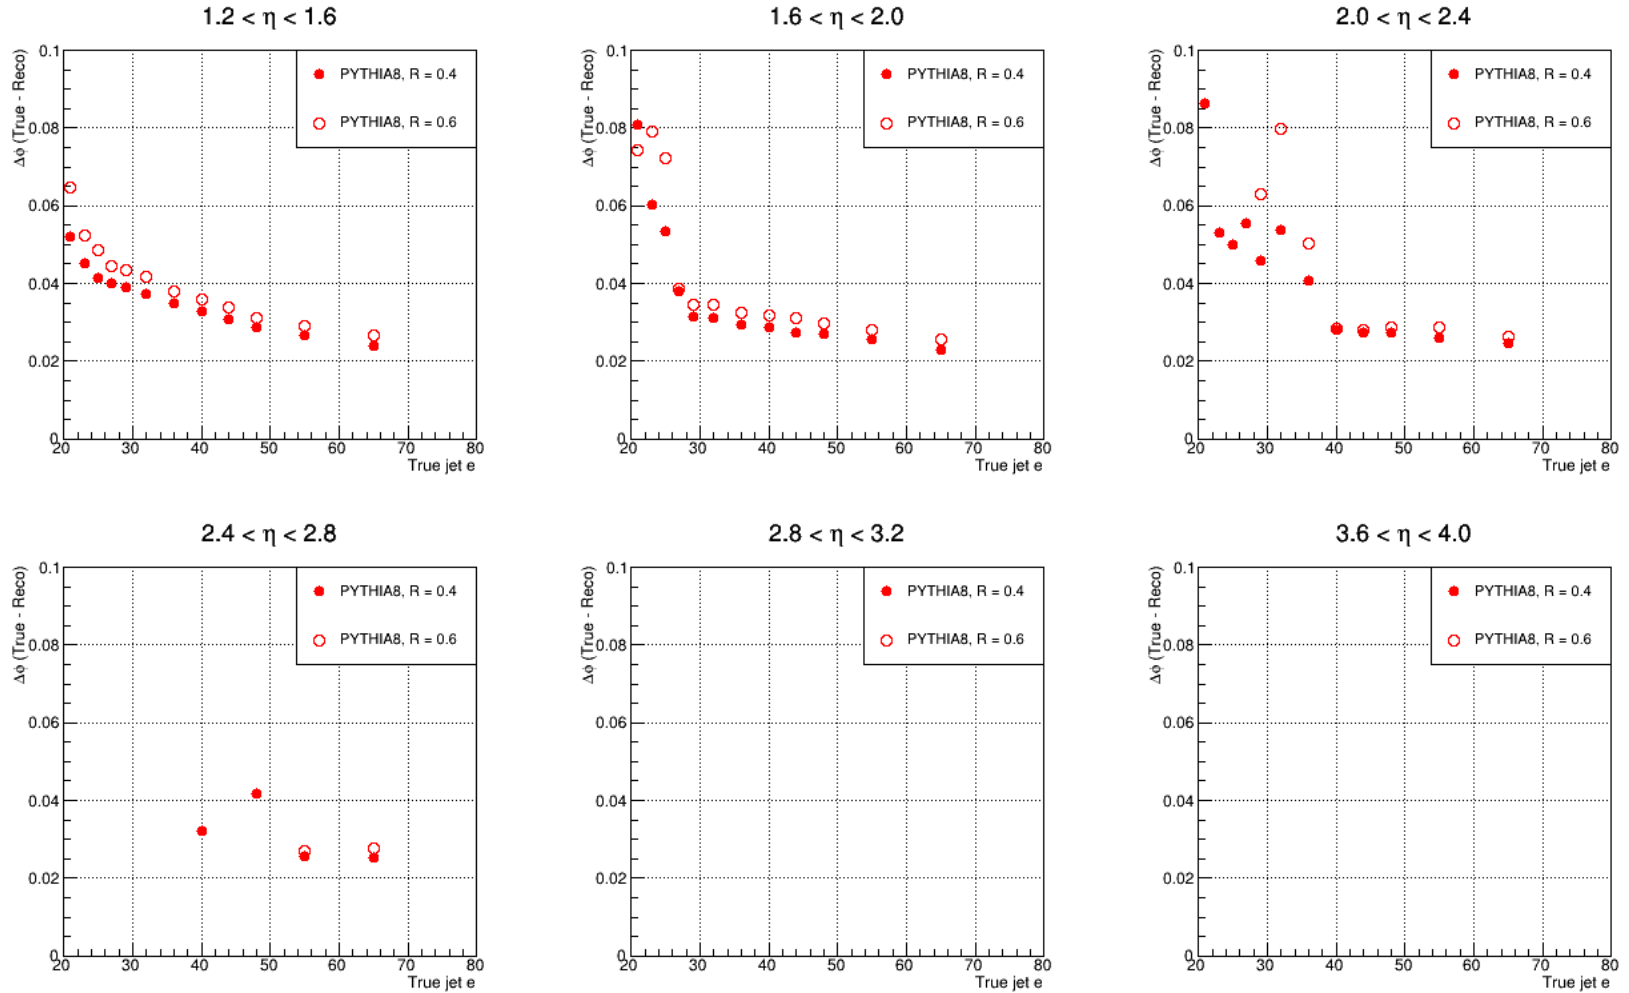 1.2 < η < 1.6
Δϕ (True - Reco)
0.1
0.08
0.06
0.04
0.02
0
PYTHIA8, R = 0.4
PYTHIA8, R = 0.6
20 30 40 50 60 70 80
True jet e
1.6 < η < 2.0
Δϕ (True - Reco)
0.1
0.08
0.06
0.04
0.02
0
PYTHIA8, R = 0.4
PYTHIA8, R = 0.6
20 30 40 50 60 70 80
True jet e
2.0 < η < 2.4
Δϕ (True - Reco)
0.1
0.08
0.06
0.04
0.02
0
PYTHIA8, R = 0.4
PYTHIA8, R = 0.6
20 30 40 50 60 70 80
True jet e
2.4 < η < 2.8
Δϕ (True - Reco)
0.1
0.08
0.06
0.04
0.02
0
PYTHIA8, R = 0.4
PYTHIA8, R = 0.6
20 30 40 50 60 70 80
True jet e
2.8 < η < 3.2
Δϕ (True - Reco)
0.1
0.08
0.06
0.04
0.02
0
PYTHIA8, R = 0.4
PYTHIA8, R = 0.6
20 30 40 50 60 70 80
True jet e
3.6 < η < 4.0
Δϕ (True - Reco)
0.1
0.08
0.06
0.04
0.02
0
PYTHIA8, R = 0.4
PYTHIA8, R = 0.6
20 30 40 50 60 70 80
True jet e